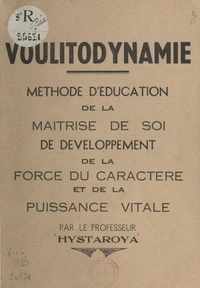 VOULITODYNAMIE
METHODE D'EDUCATION
DE LA
MAITRISE DE SOI
DE DEVELOPPEMENT
DE LA
FORCE DU CARACTERE
ET DE LA
PUISSANCE VITALE
PAR LE PROFESSEUR
"HYSTAROYA"